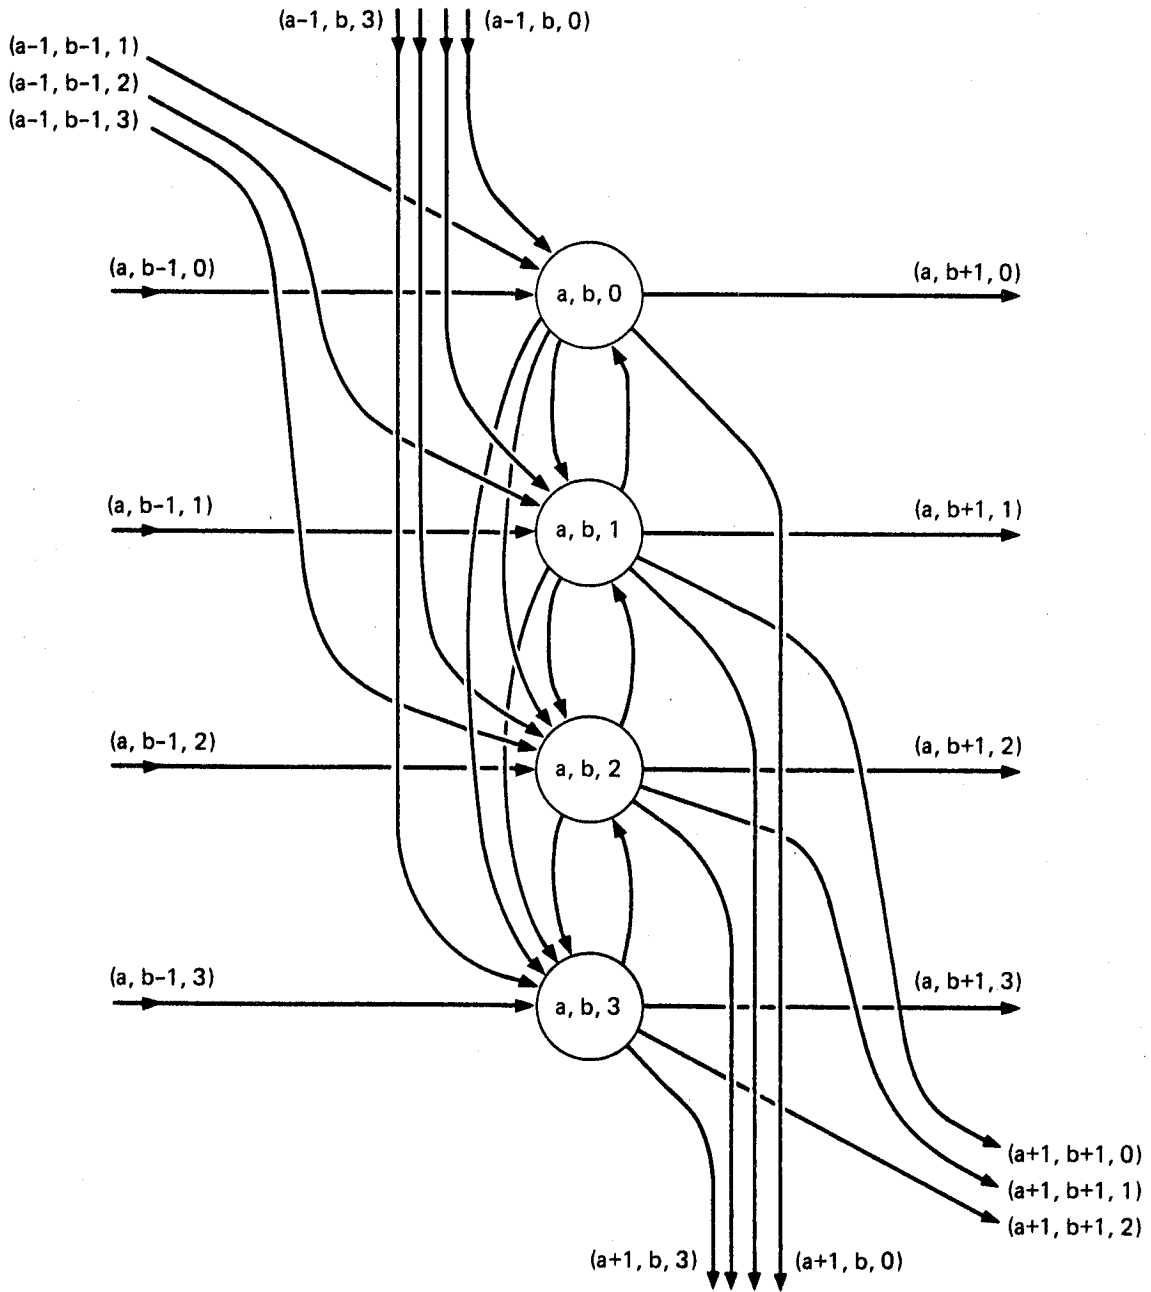 (a-1, b, 3) (a-1, b, 0)
(a-1, b-1, 1)
(a-1, b-1, 2)
(a-1, b-1, 3)
(a, b-1, 0) a, b, 0 (a, b+1, 0)
(a, b-1, 1) a, b, 1 (a, b+1, 1)
(a, b-1, 2) a, b, 2 (a, b+1, 2)
(a, b-1, 3) a, b, 3 (a, b+1, 3)
(a+1, b+1, 0)
(a+1, b+1, 1)
(a+1, b+1, 2)
(a+1, b, 3) (a+1, b, 0)